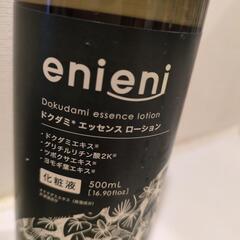 enieni
Dokudami essence lotion
ドクダミ※ エッセンス ローション
・ドクダミエキス※
・グリチルリチン酸2K※
・ツボクサエキス※
・ヨモギ葉エキス※
化粧液
500mL
[16.90floz]